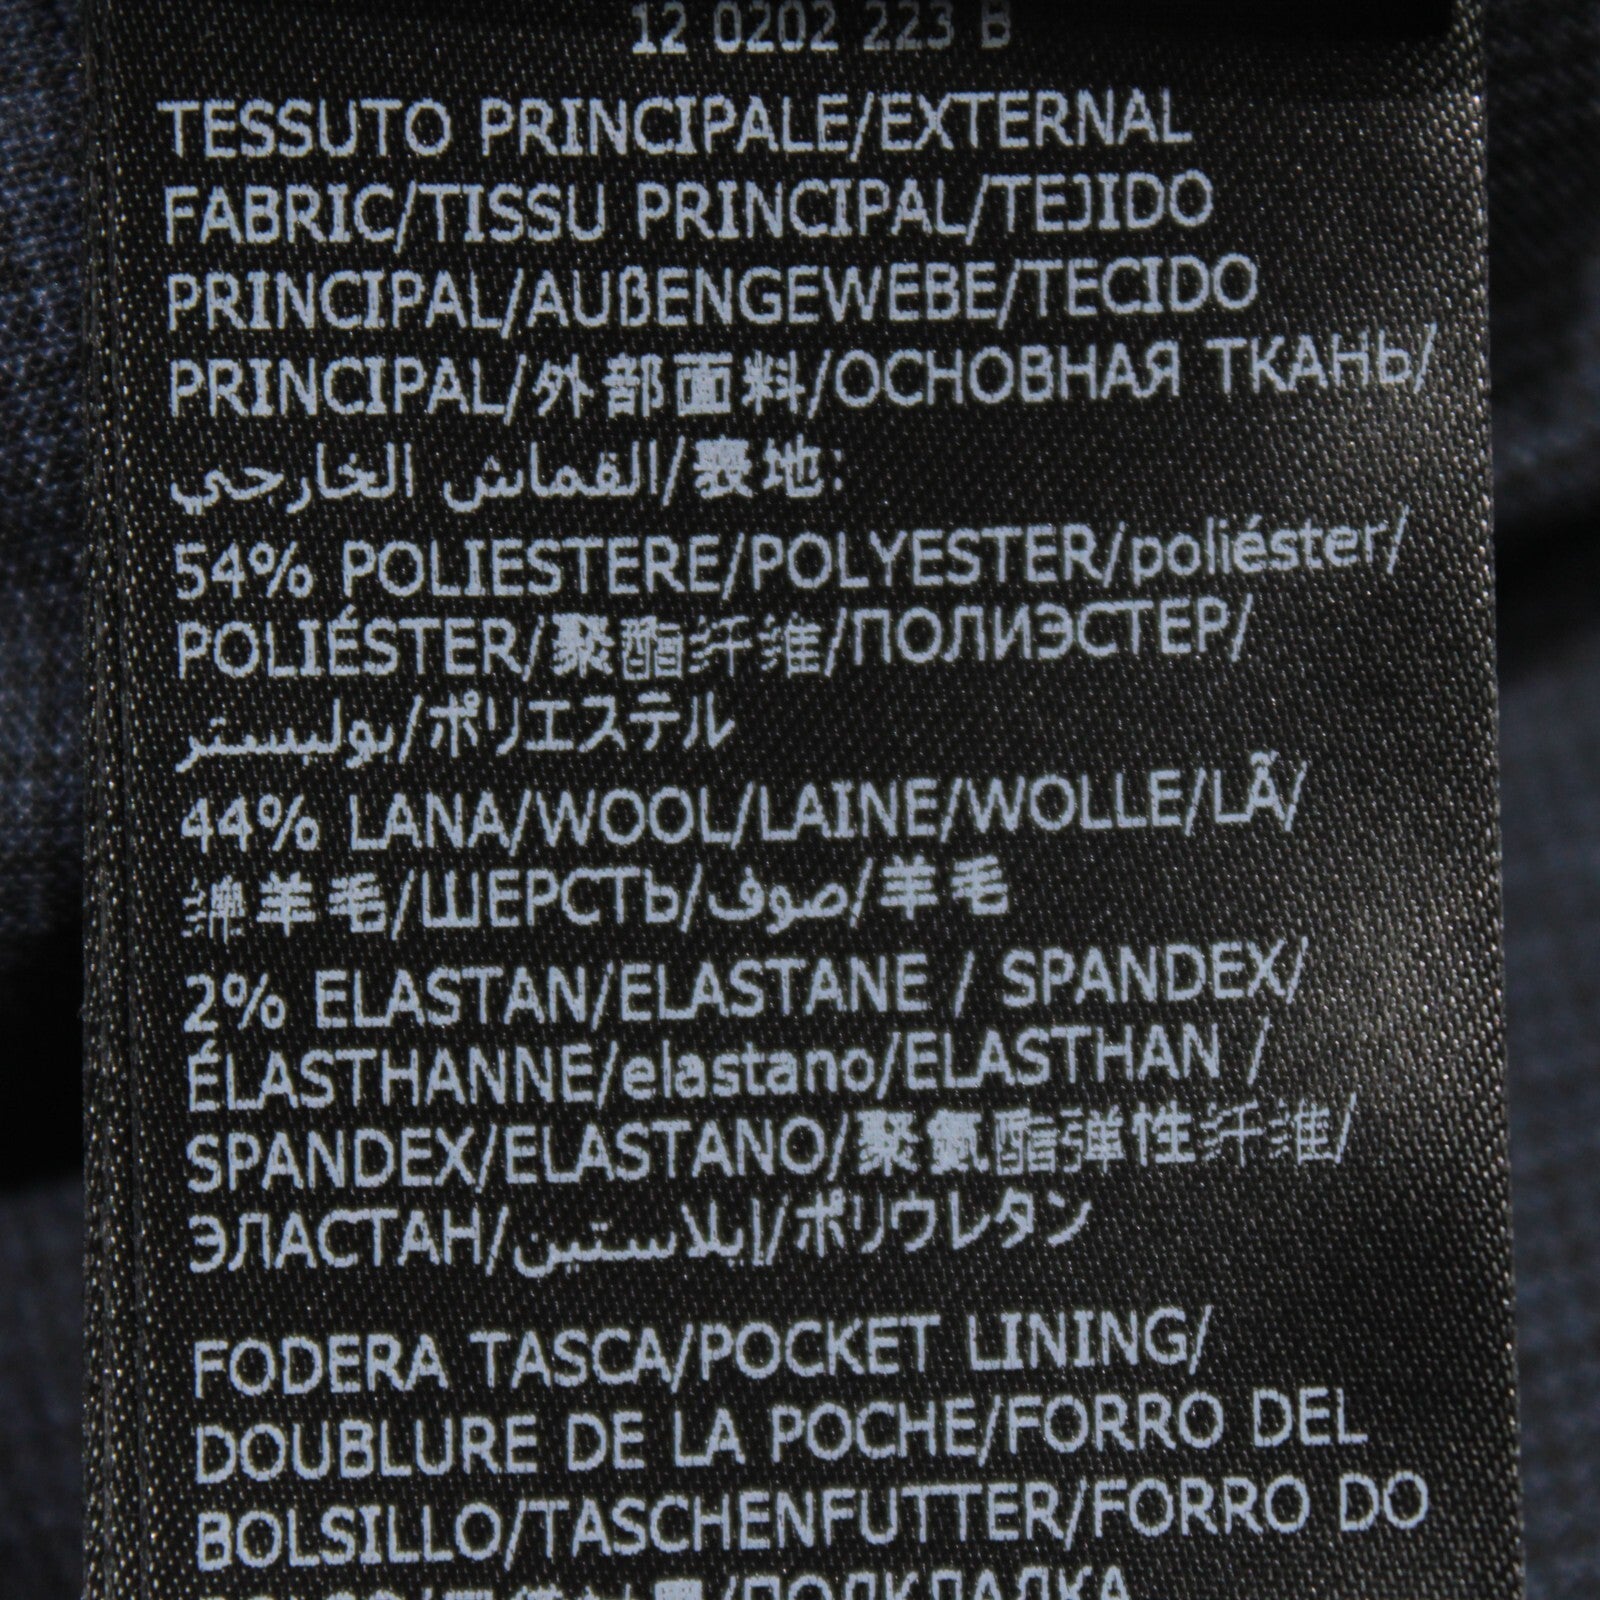 12 0202 223 B
TESSUTO PRINCIPALE/EXTERNAL
FABRIC/TISSU PRINCIPAL/TEJIDO
PRINCIPAL/AUßENGEWEBE/TECIDO
PRINCIPAL/外部面料/ОСНОВНАЯ ТКАНЬ/
القماش الخارجي/裏地:
54% POLIESTERE/POLYESTER/poliéster/
POLIÉSTER/聚酯纤维/ПОЛИЭСТЕР/
بوليستر/ポリエステル
44% LANA/WOOL/LAINE/WOLLE/LÃ/
绵羊毛/ШЕРСТЬ/صوف/羊毛
2% ELASTAN/ELASTANE / SPANDEX/
ÉLASTHANNE/elastano/ELASTHAN /
SPANDEX/ELASTANO/聚氨酯弹性纤维/
ЭЛАСТАН/إيلاستين/ポリウレタン
FODERA TASCA/POCKET LINING/
DOUBLURE DE LA POCHE/FORRO DEL
BOLSILLO/TASCHENFUTTER/FORRO DO
ПОДКЛАДКА